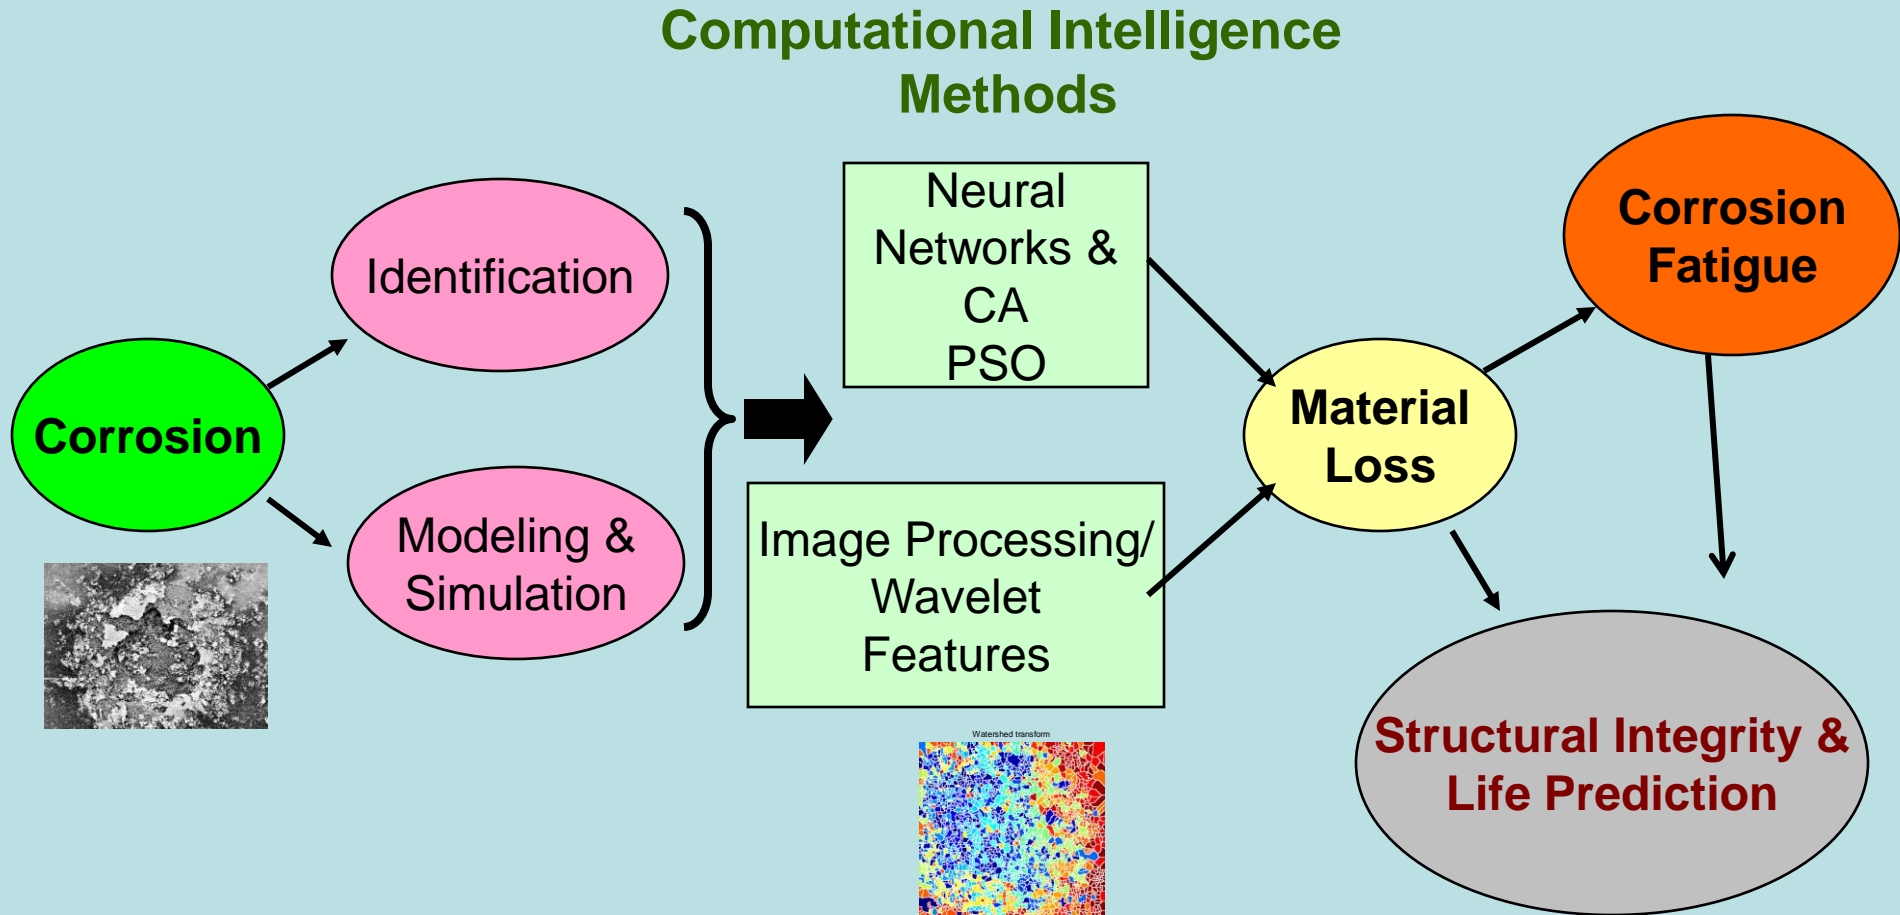 Computational Intelligence
Methods
Corrosion
Identification
Modeling &
Simulation
Neural
Networks &
CA
PSO
Image Processing/
Wavelet
Features
Watershed transform
Material
Loss
Corrosion
Fatigue
Structural Integrity &
Life Prediction